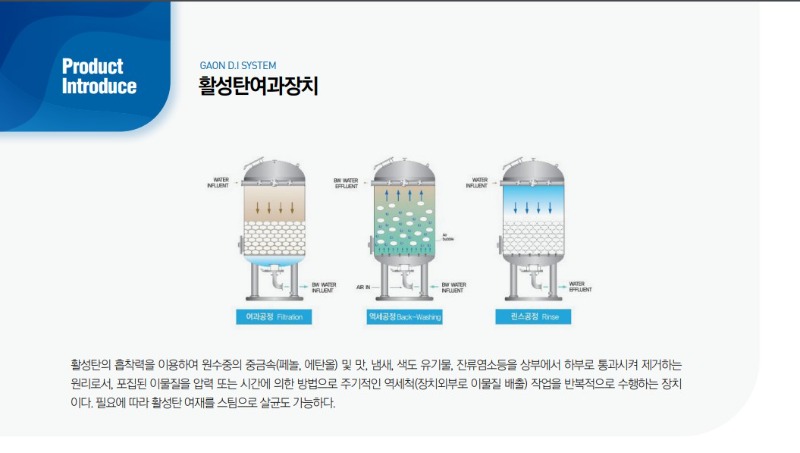 Product
Introduce
GAON D.I SYSTEM
활성탄여과장치
WATER
INFLUENT
BW WATER
EFFLUENT
WATER
INFLUENT
BW WATER
INFLUENT
AIR IN
BW WATER
INFLUENT
WATER
EFFLUENT
여과공정 Filtration
역세공정 Back-Washing
린스공정 Rinse
활성탄의 흡착력을 이용하여 원수중의 중금속(페놀, 에탄올) 및 맛, 냄새, 색도 유기물, 잔류염소등을 상부에서 하부로 통과시켜 제거하는
원리로서, 포집된 이물질을 압력 또는 시간에 의한 방법으로 주기적인 역세척(장치외부로 이물질 배출) 작업을 반복적으로 수행하는 장치
이다. 필요에 따라 활성탄 여재를 스팀으로 살균도 가능하다.